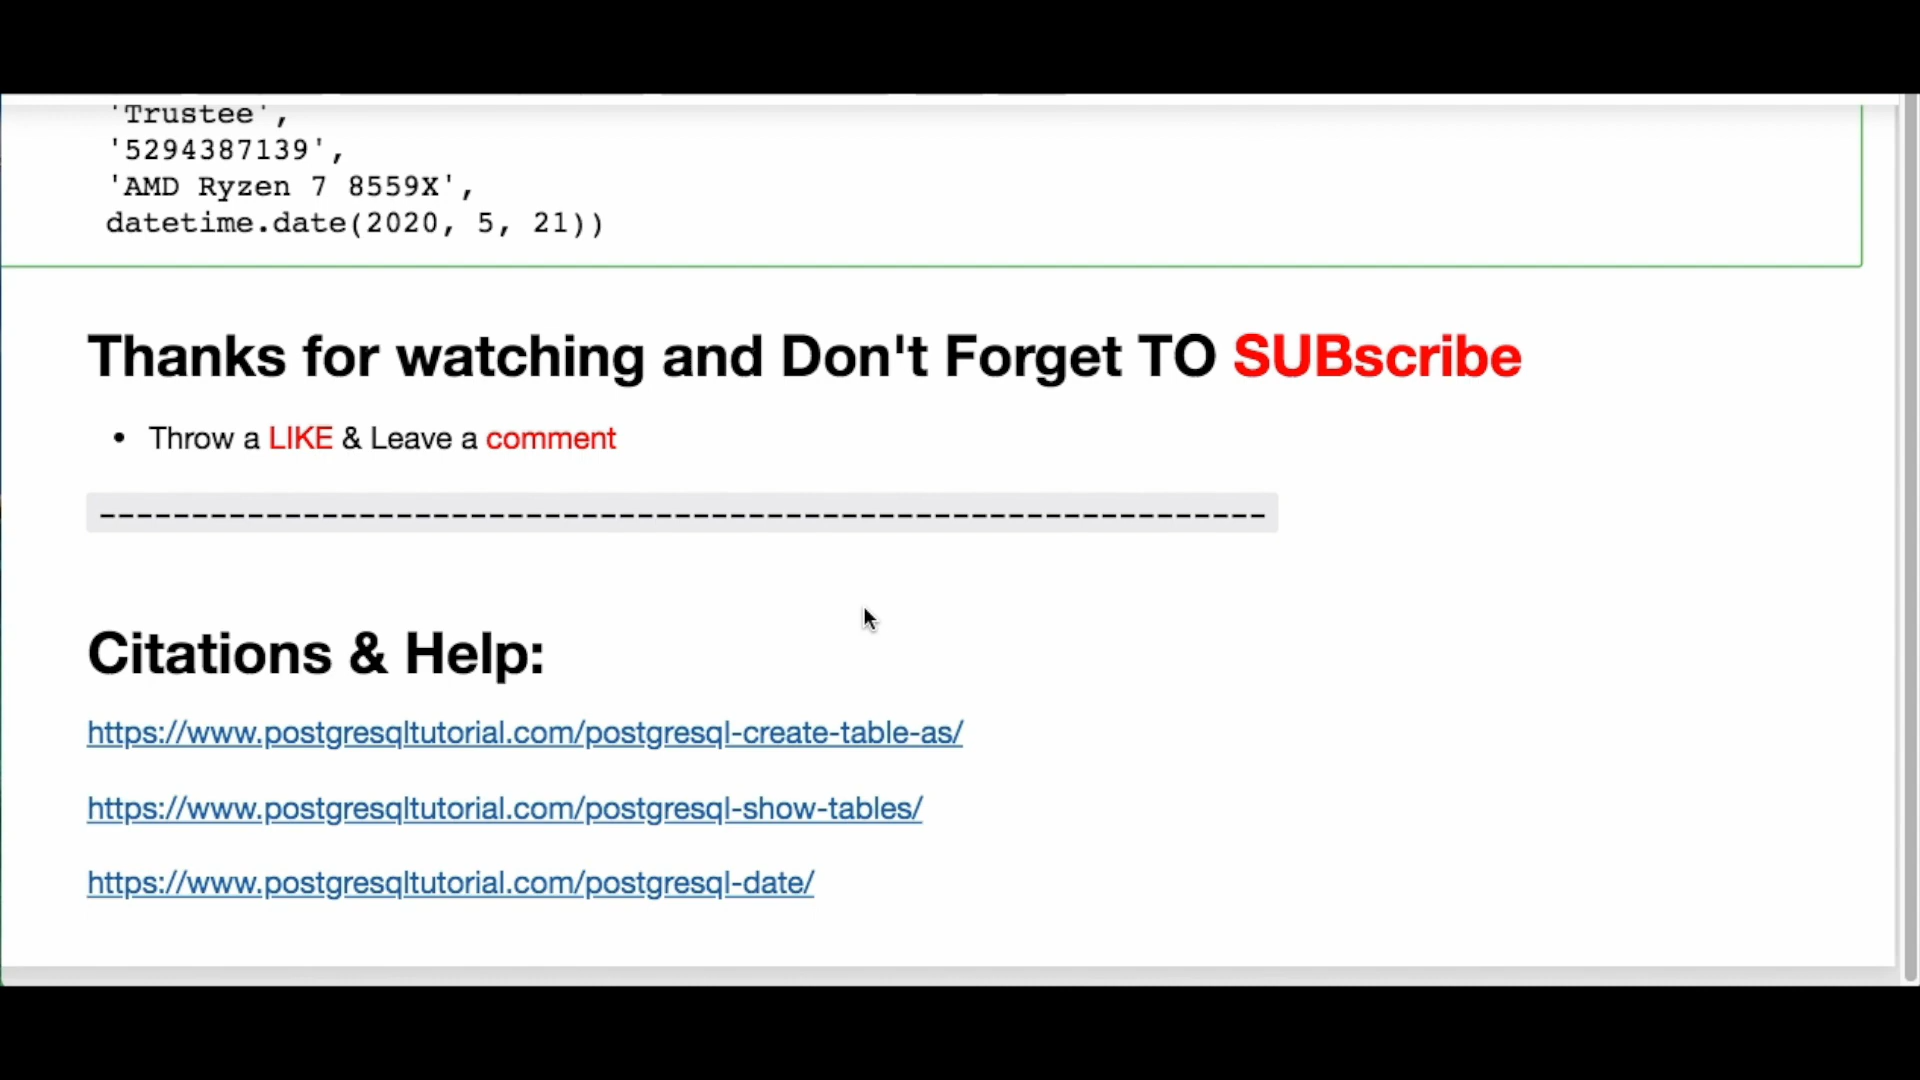 'Trustee',
'5294387139',
'AMD Ryzen 7 8559X',
datetime.date(2020, 5, 21))
Thanks for watching and Don't Forget TO SUBscribe
• Throw a LIKE & Leave a comment
----------------------------------------------------------------
Citations & Help:
https://www.postgresqltutorial.com/postgresql-create-table-as/
https://www.postgresqltutorial.com/postgresql-show-tables/
https://www.postgresqltutorial.com/postgresql-date/